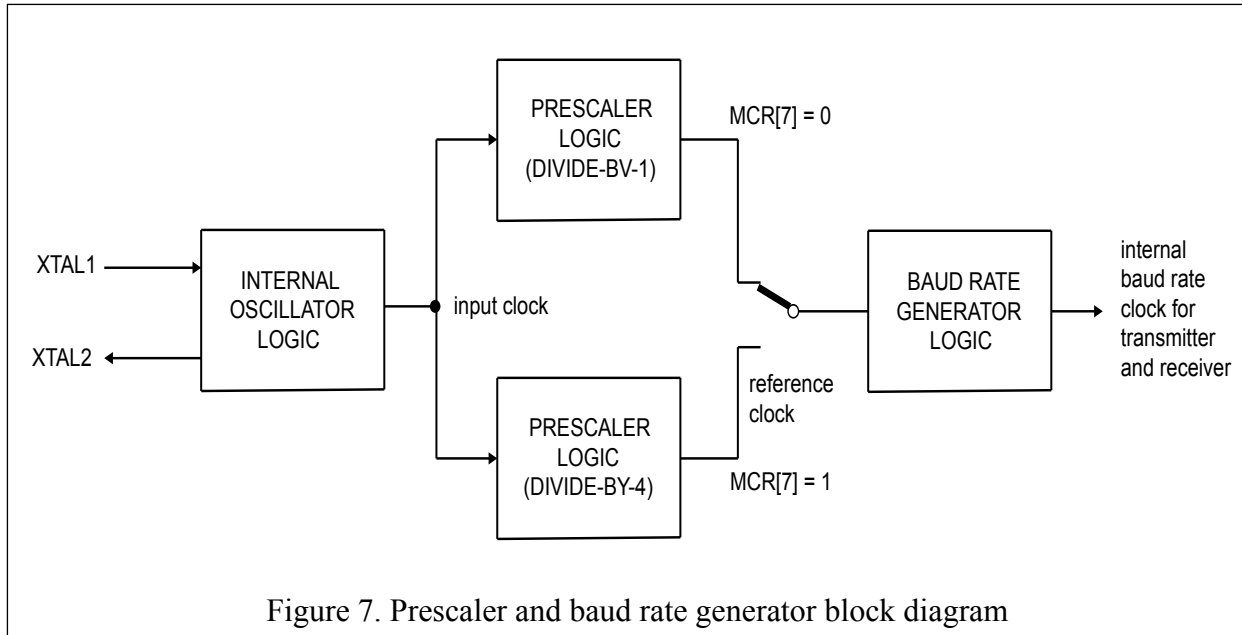 PRESCALER
LOGIC
(DIVIDE-BV-1)
MCR[7] = 0
XTAL1
XTAL2
INTERNAL
OSCILLATOR
LOGIC
input clock
BAUD RATE
GENERATOR
LOGIC
internal
baud rate
clock for
transmitter
and receiver
reference
clock
PRESCALER
LOGIC
(DIVIDE-BY-4)
MCR[7] = 1
Figure 7. Prescaler and baud rate generator block diagram